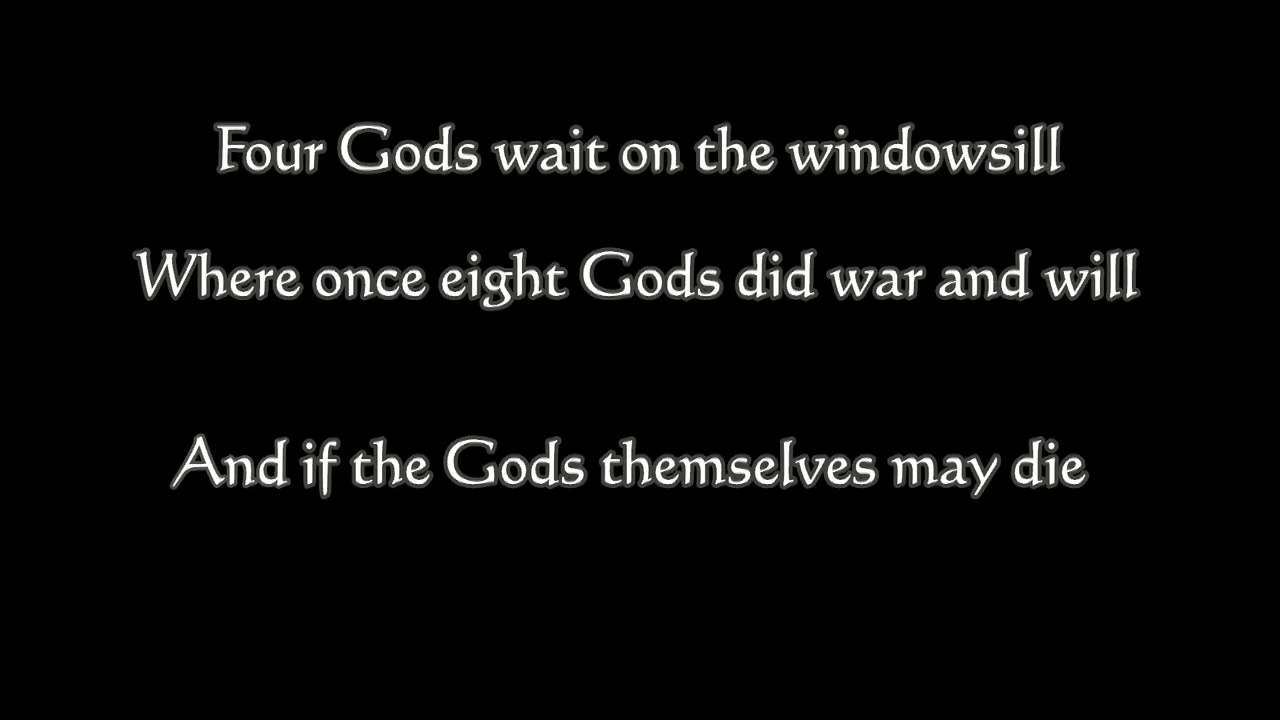 Four Gods wait on the windowsill
Where once eight Gods did war and will
And if the Gods themselves may die